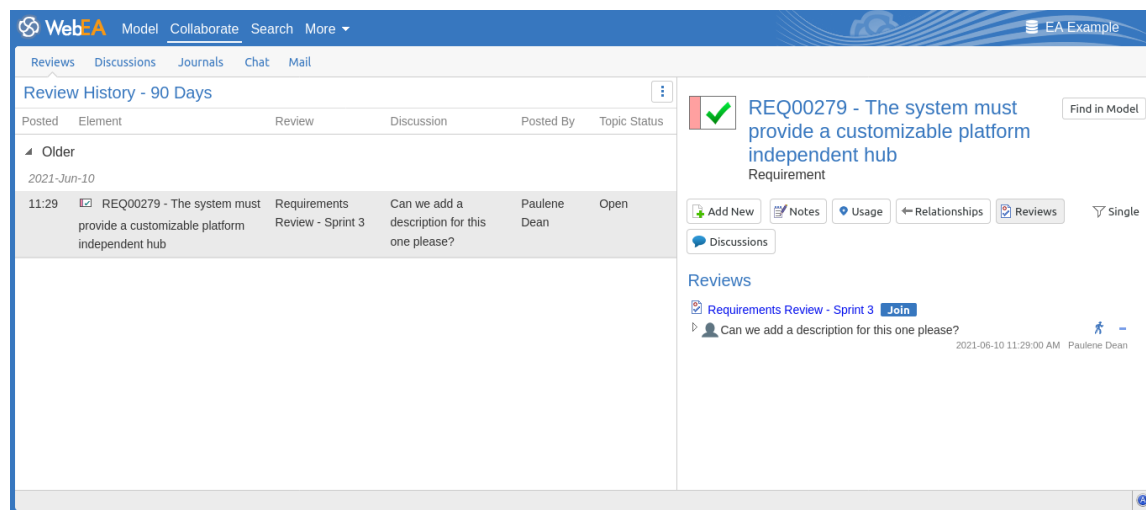 WebEA Model Collaborate Search More EA Example
Reviews Discussions Journals Chat Mail
Review History - 90 Days
Posted Element Review Discussion Posted By Topic Status
Older
2021-Jun-10
11:29 REQ00279 - The system must Requirements Can we add a Paulene Open
provide a customizable platform Review - Sprint 3 description for this Dean
independent hub one please?
REQ00279 - The system must Find in Model
provide a customizable platform
independent hub
Requirement
Add New Notes Usage Relationships Reviews Single
Discussions
Reviews
Requirements Review - Sprint 3 Join
Can we add a description for this one please?
2021-06-10 11:29:00 AM Paulene Dean